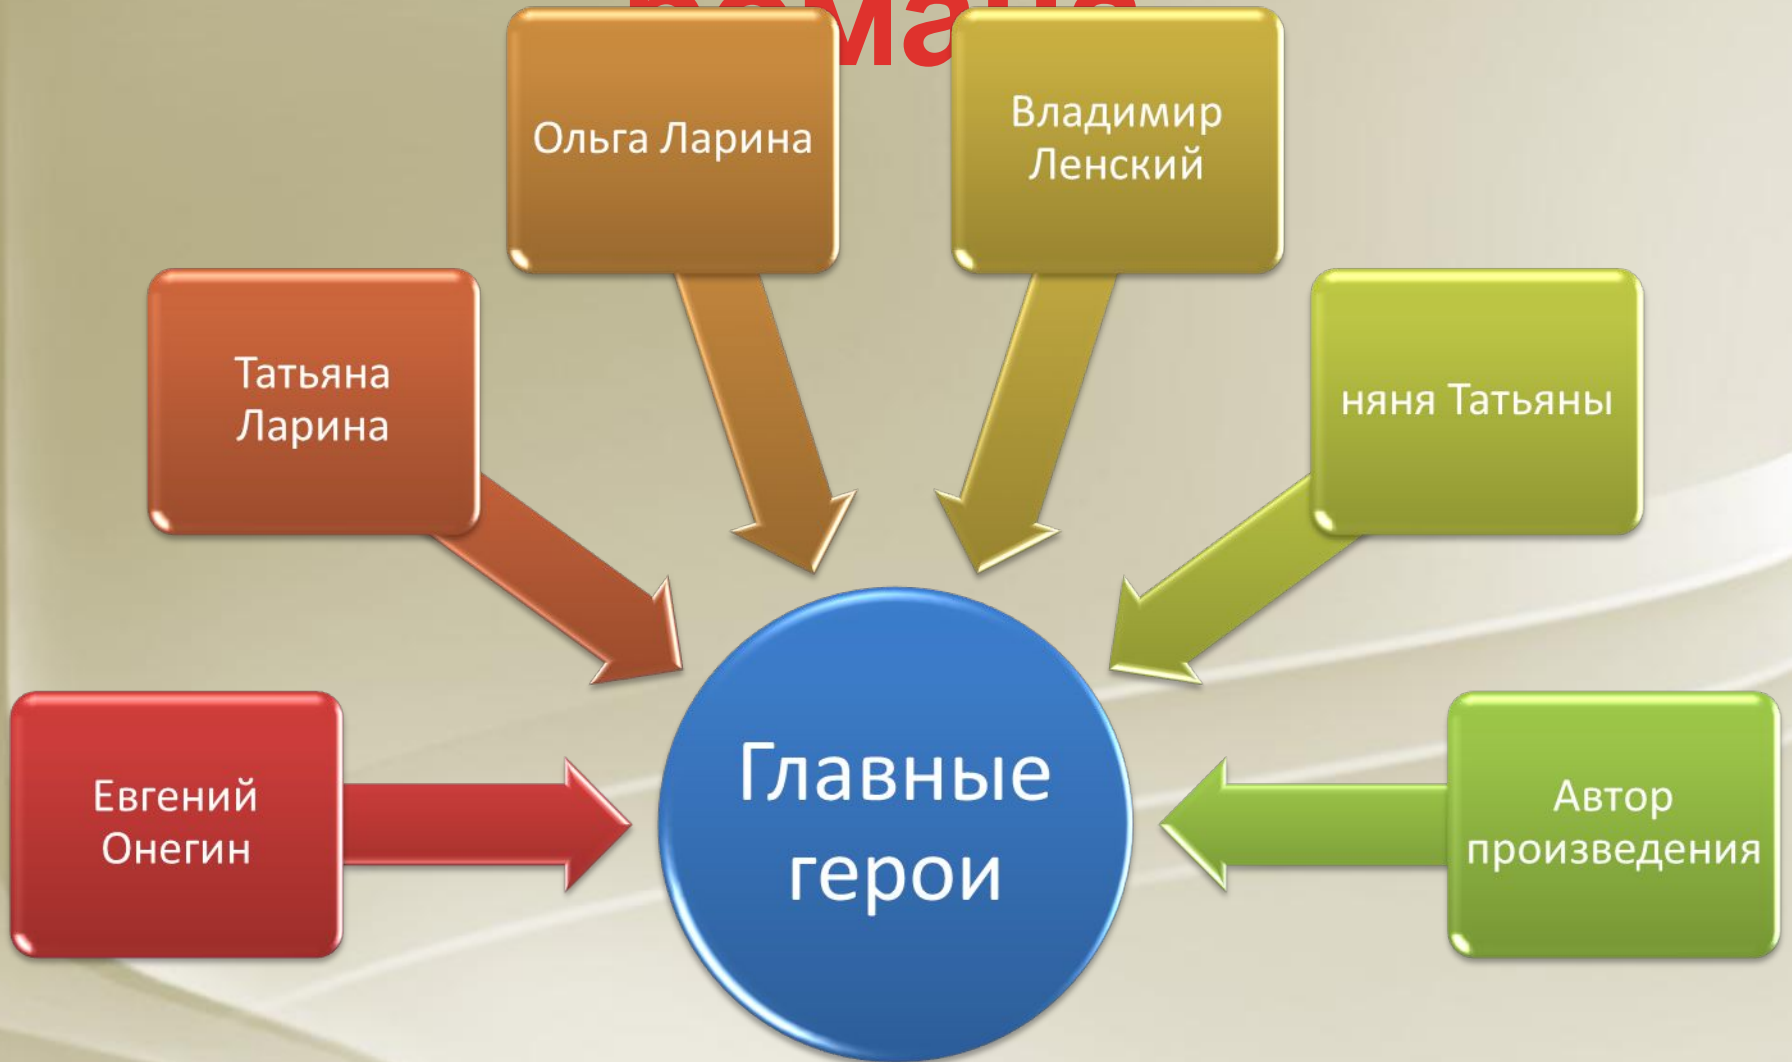 Ольга Ларина
Владимир
Ленский
Татьяна
Ларина
няня Татьяны
Евгений
Онегин
Главные
герои
Автор
произведения